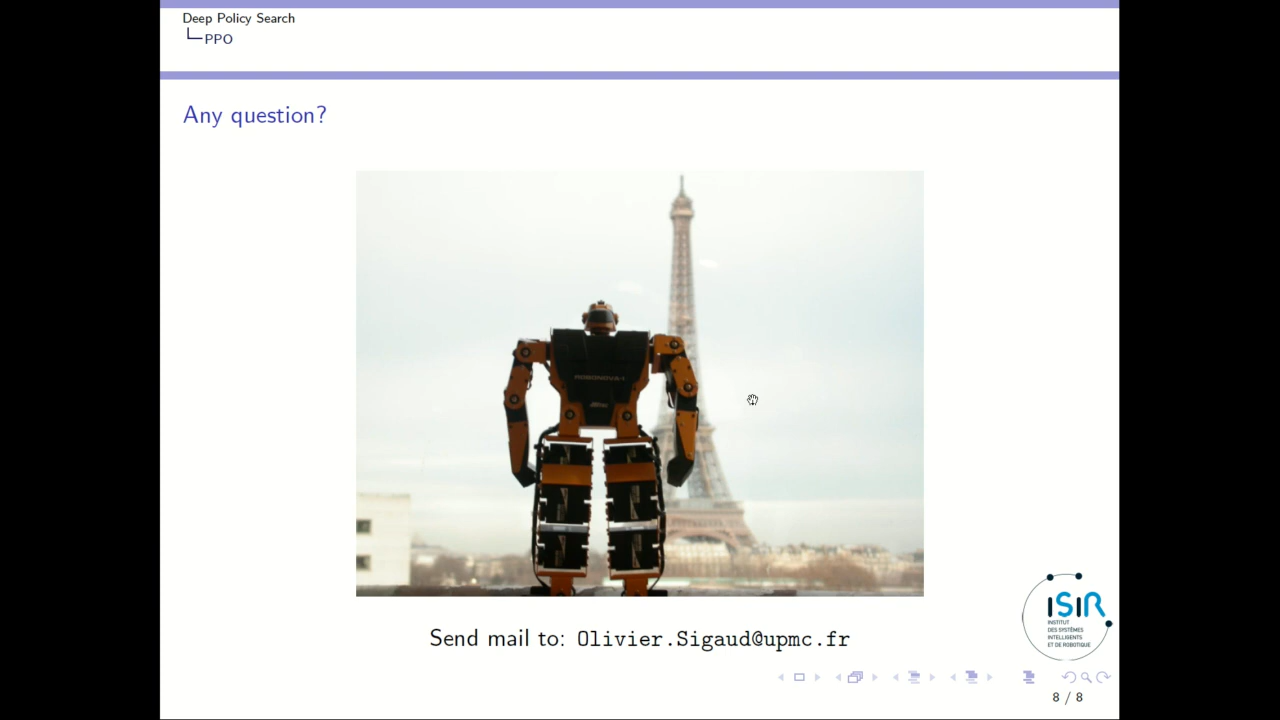 Deep Policy Search
PPO
Any question?
ROBONOVA-I
Send mail to: Olivier.Sigaud@upmc.fr
ISIR
INSTITUT
DES SYSTÈMES
INTELLIGENTS
ET DE ROBOTIQUE
8 / 8